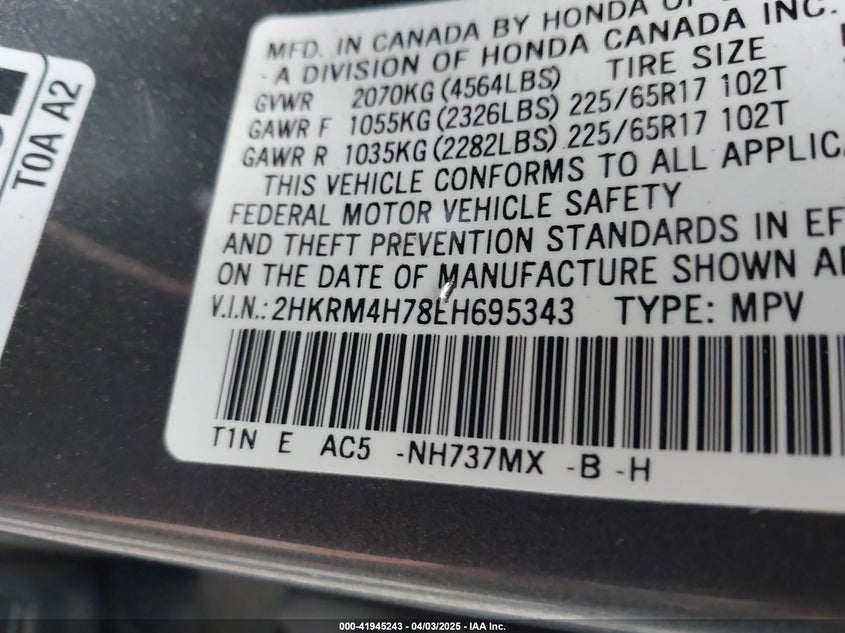 T0A A2
MFD. IN CANADA BY HONDA OF
A DIVISION OF HONDA CANADA INC.
GVWR 2070KG (4564LBS) TIRE SIZE
GAWR F 1055KG (2326LBS) 225/65R17 102T
GAWR R 1035KG (2282LBS) 225/65R17 102T
THIS VEHICLE CONFORMS TO ALL APPLICA
FEDERAL MOTOR VEHICLE SAFETY
AND THEFT PREVENTION STANDARDS IN EF
ON THE DATE OF MANUFACTURE SHOWN A
V.I.N.: 2HKRM4H78EH695343 TYPE: MPV
T1N E AC5 -NH737MX -B -H
000-41945243 - 04/03/2025 - IAA Inc.